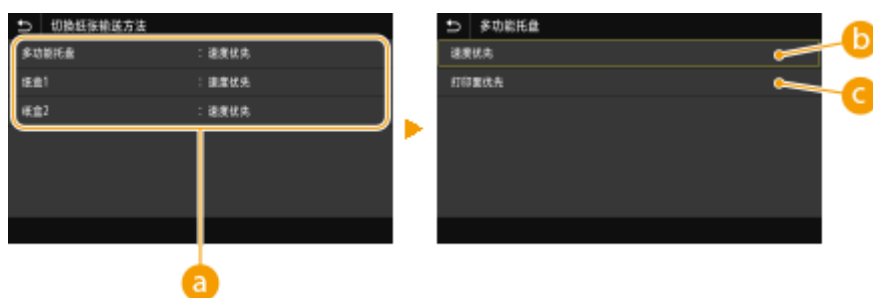 切换纸张输送方法
多功能托盘 : 速度优先
纸盒1 : 速度优先
纸盒2 : 速度优先
a
多功能托盘
速度优先
打印面优先
b
c